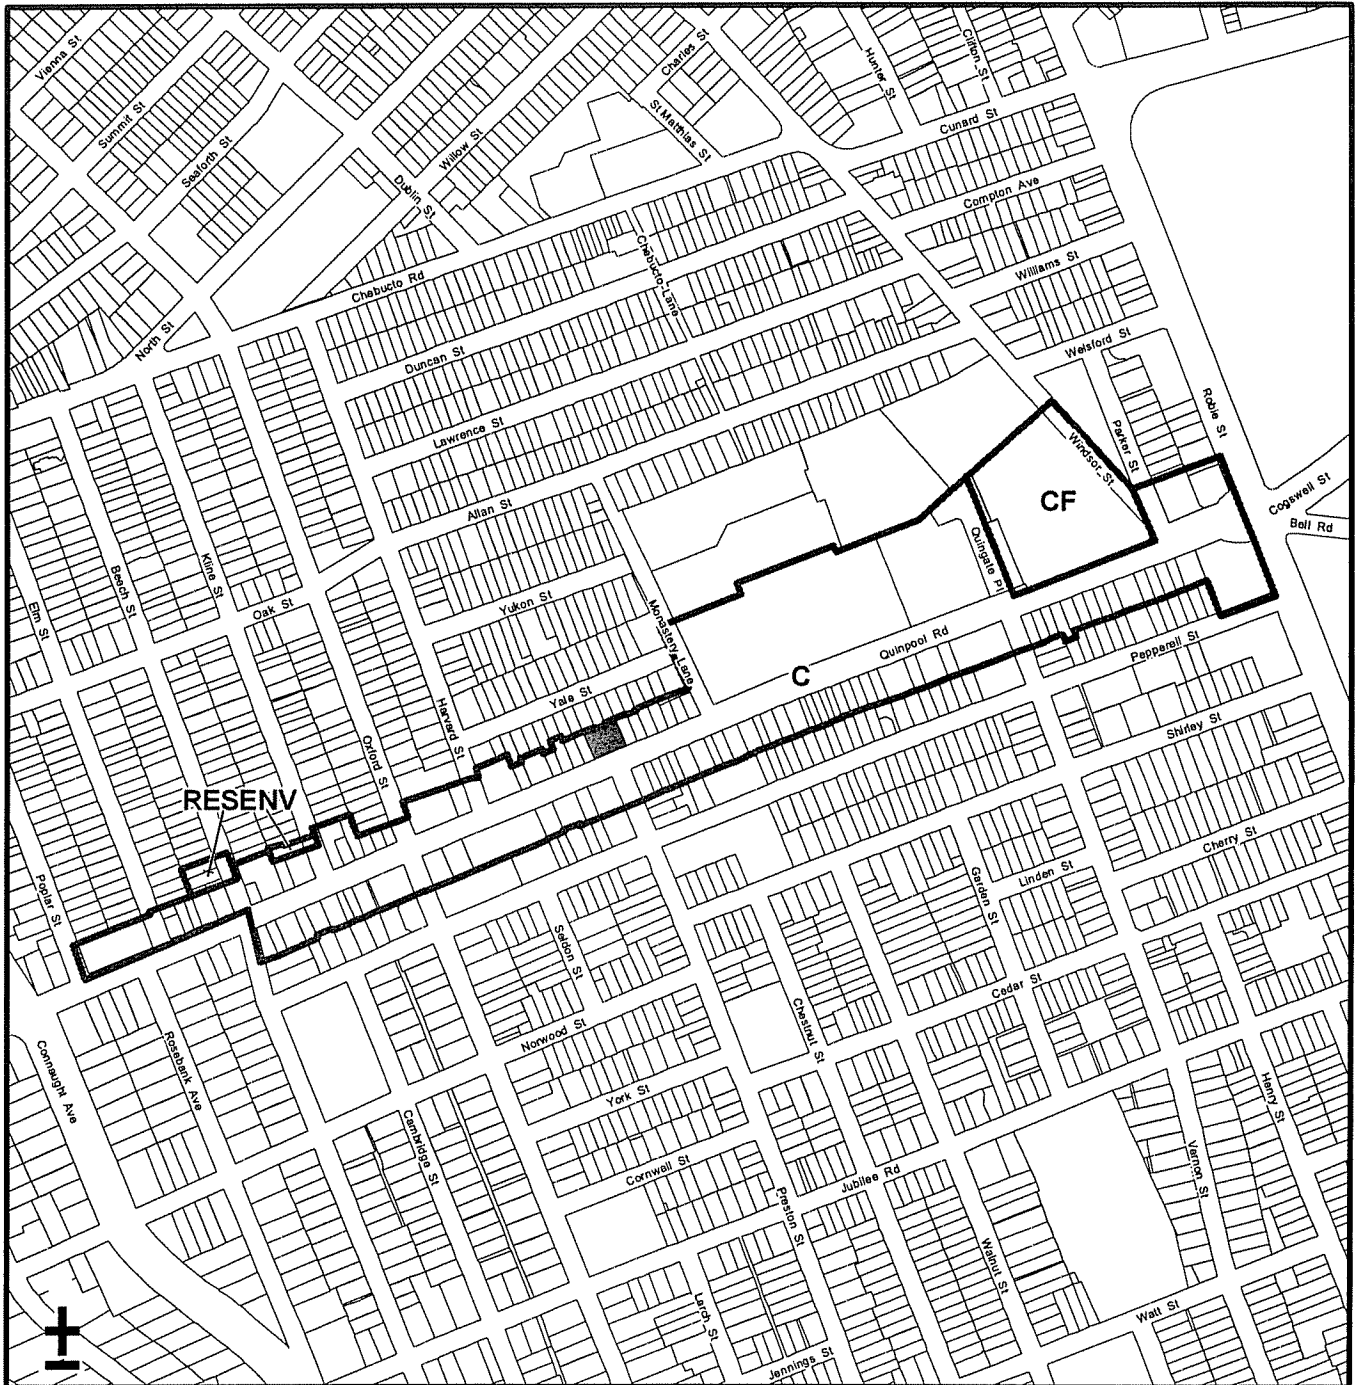 Vienna St
Charles St
Hunter St
Clifton St
Summit St
St Matthias St
Cunard St
Seaforth St
Willow St
Dublin St
Compton Ave
Chebucto Rd
Chebucto Lane
Williams St
North St
Duncan St
Welsford St
Lawrence St
Robie St
Parker St
Windsor St
Allan St
CF
Cogswell St
Bell Rd
Quingate Pl
Kline St
Beech St
Elm St
Oak St
Yukon St
Monastery Lane
Quinpool Rd
Pepperell St
C
Yale St
Harvard St
Oxford St
Shirley St
RESENV
Cherry St
Poplar St
Garden St
Linden St
Seldon St
Cedar St
Chestnut St
Norwood St
Connaught Ave
Rosebank Ave
York St
Henry St
Cambridge St
Cornwall St
Jubilee Rd
Vernon St
Preston St
Walnut St
Larch St
Watt St
Jennings St